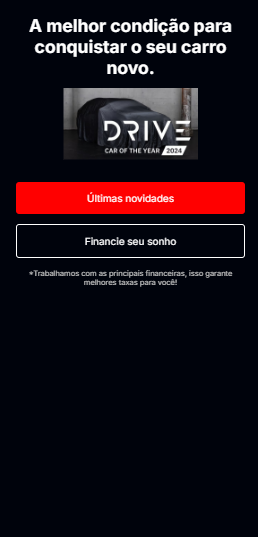 A melhor condição para
conquistar o seu carro
novo.
DRIVE
CAR OF THE YEAR 2024
Últimas novidades
Financie seu sonho
*Trabalhamos com as principais financeiras, isso garante
melhores taxas para você!